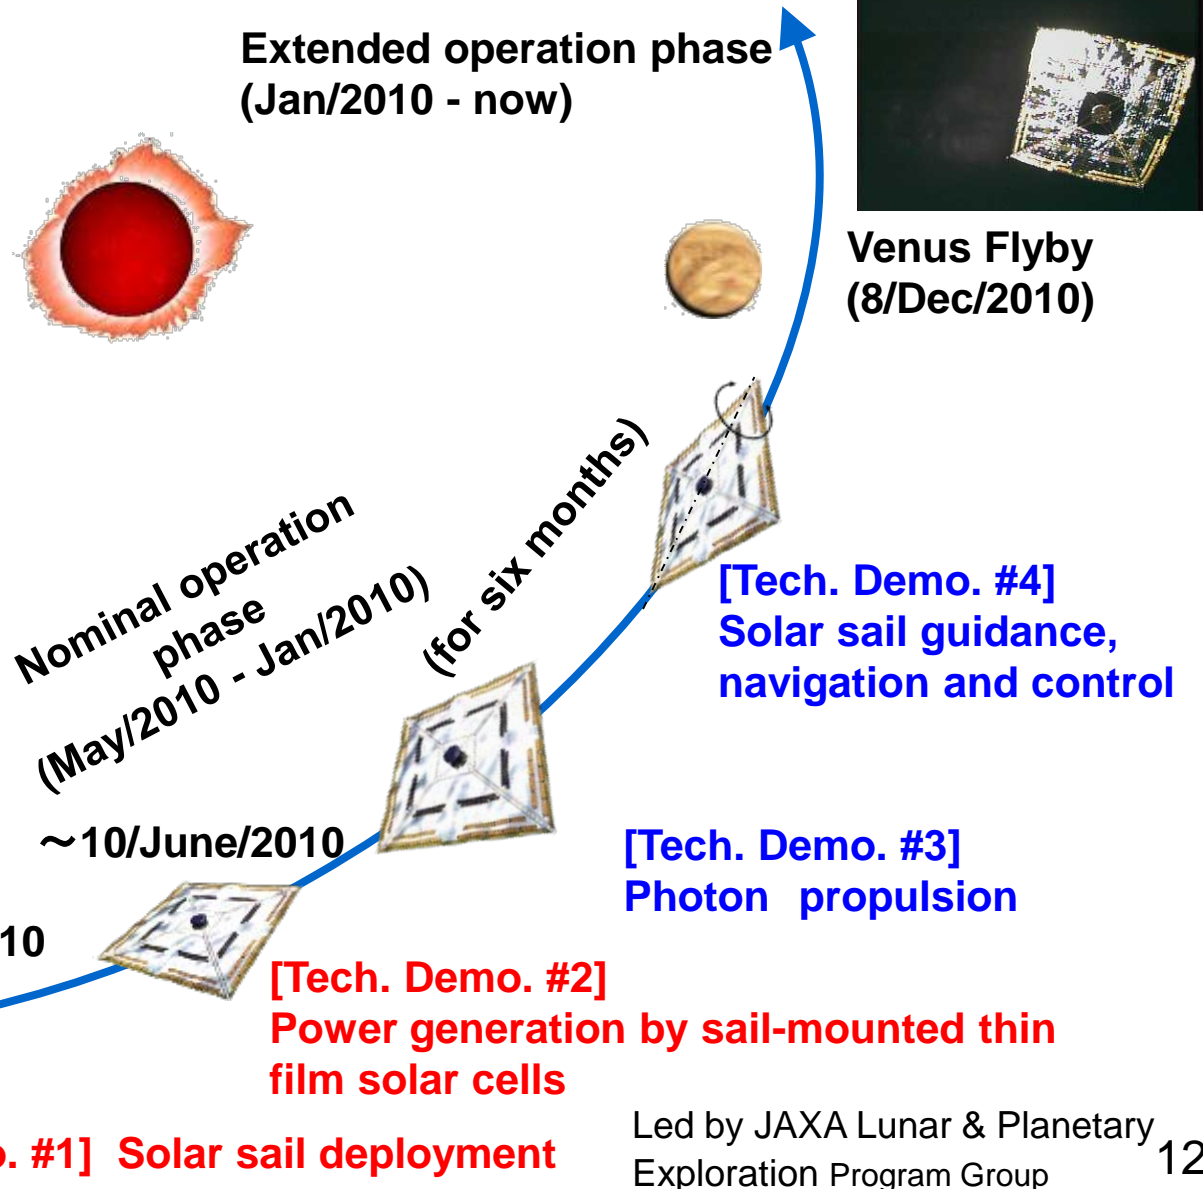 Extended operation phase
(Jan/2010 - now)
Venus Flyby
(8/Dec/2010)
Nominal operation
phase
(May/2010 - Jan/2010)
(for six months)
[Tech. Demo. #4]
Solar sail guidance,
navigation and control
～10/June/2010
[Tech. Demo. #3]
Photon propulsion
10
[Tech. Demo. #2]
Power generation by sail-mounted thin
film solar cells
o. #1] Solar sail deployment
Led by JAXA Lunar & Planetary
Exploration Program Group
12